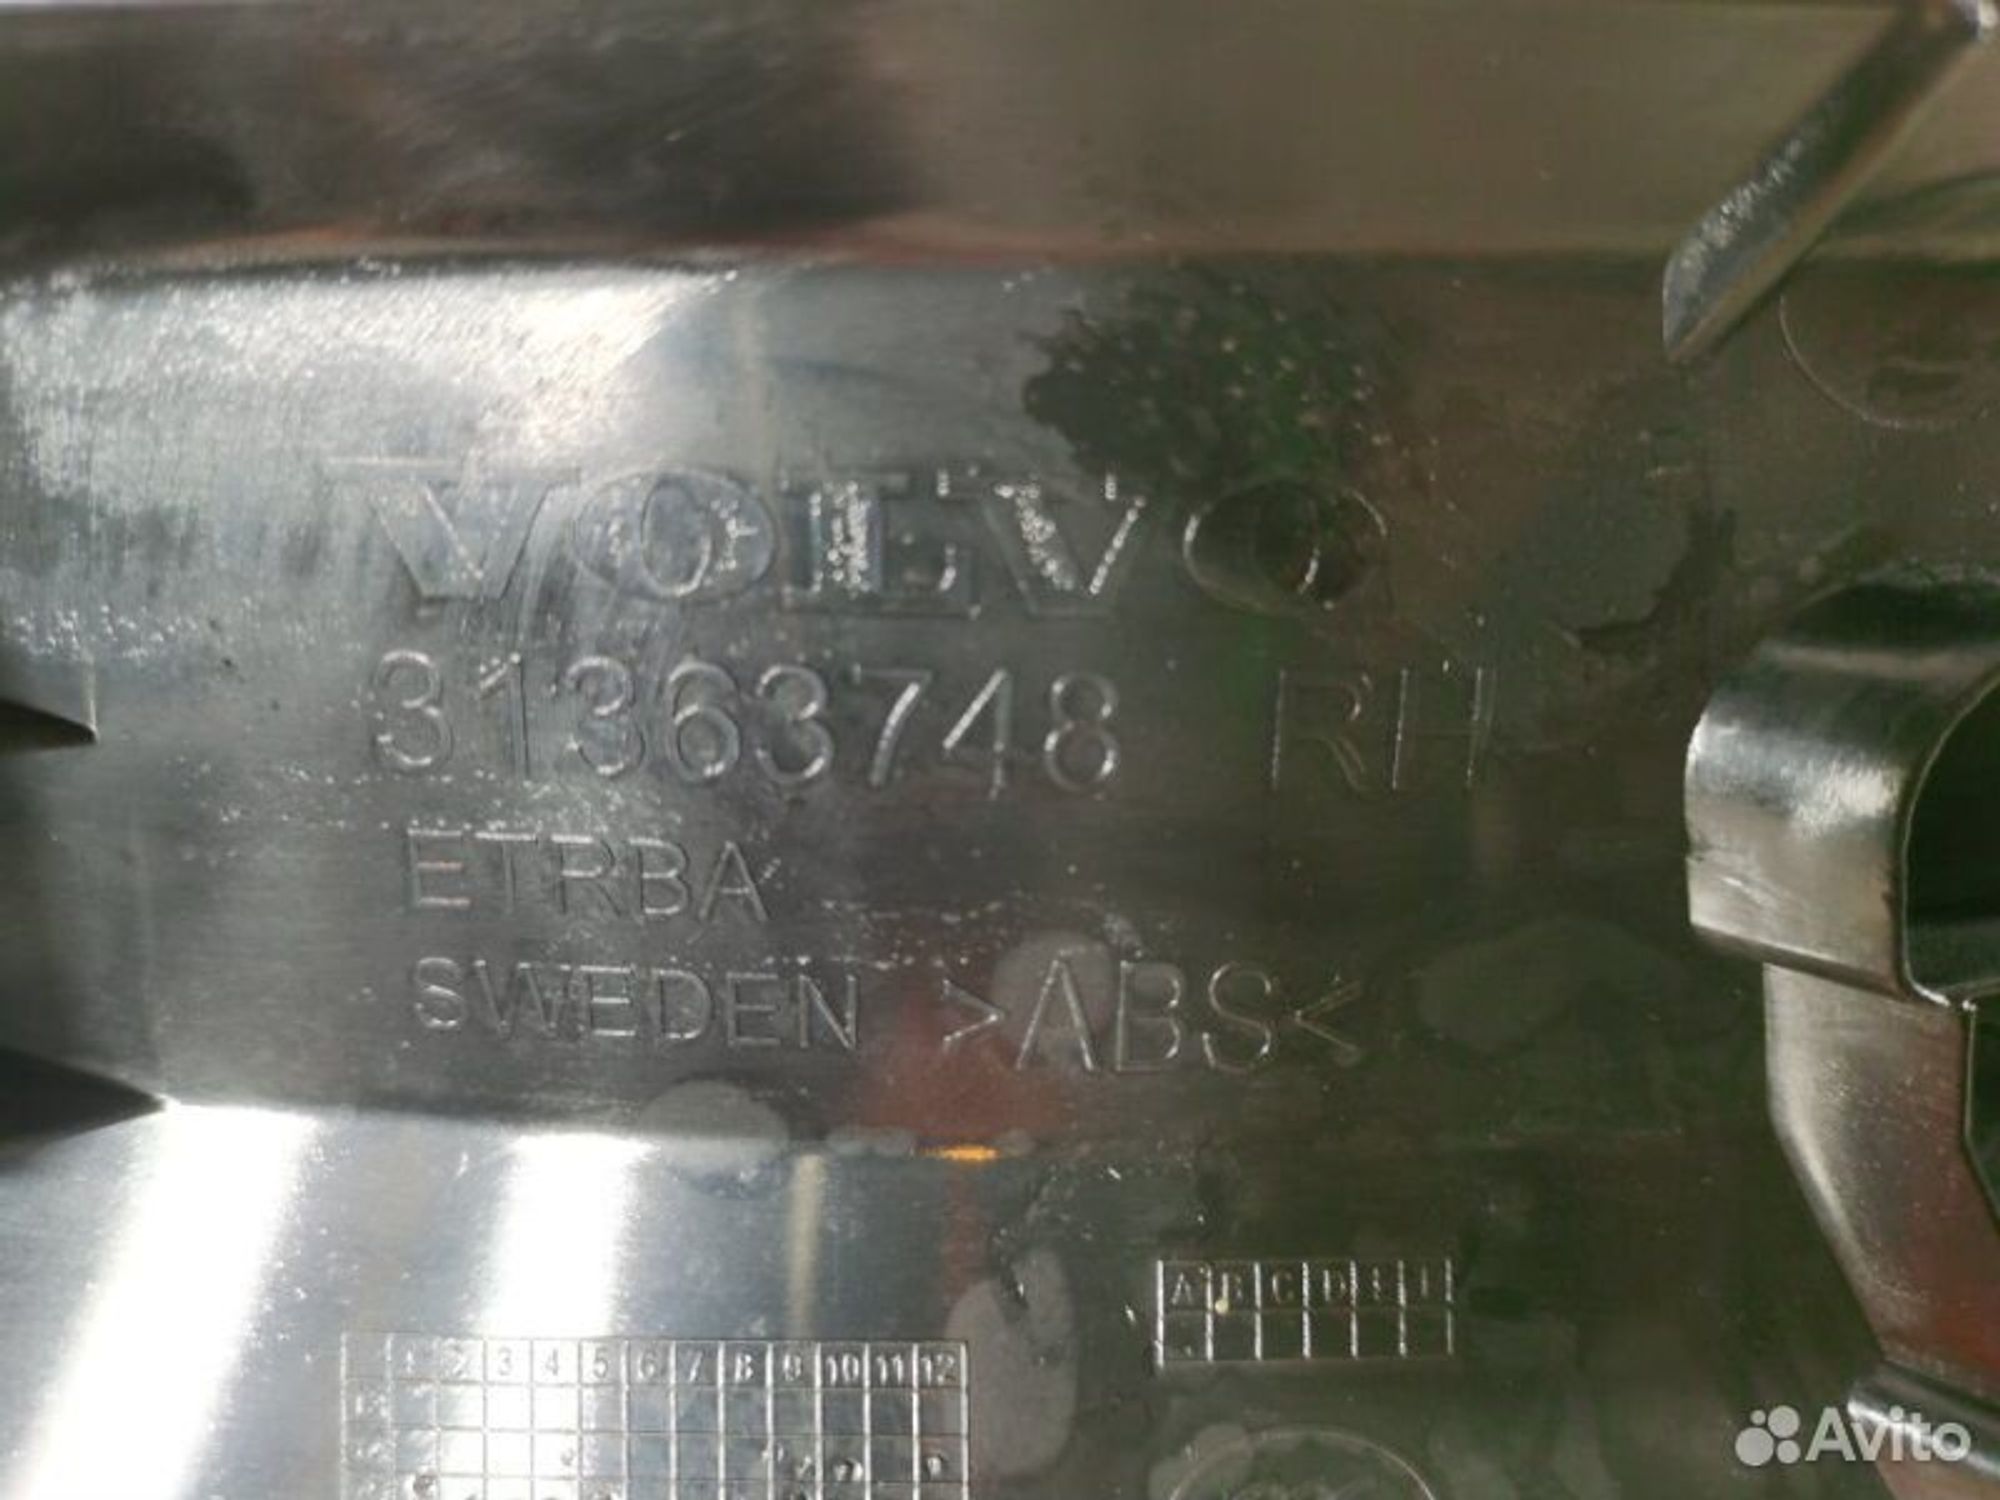 VOLVO
31363748 RH
ETRBA
SWEDEN >ABS<
A B C D E F
1 2 3 4 5 6 7 8 9 10 11 12
Avito